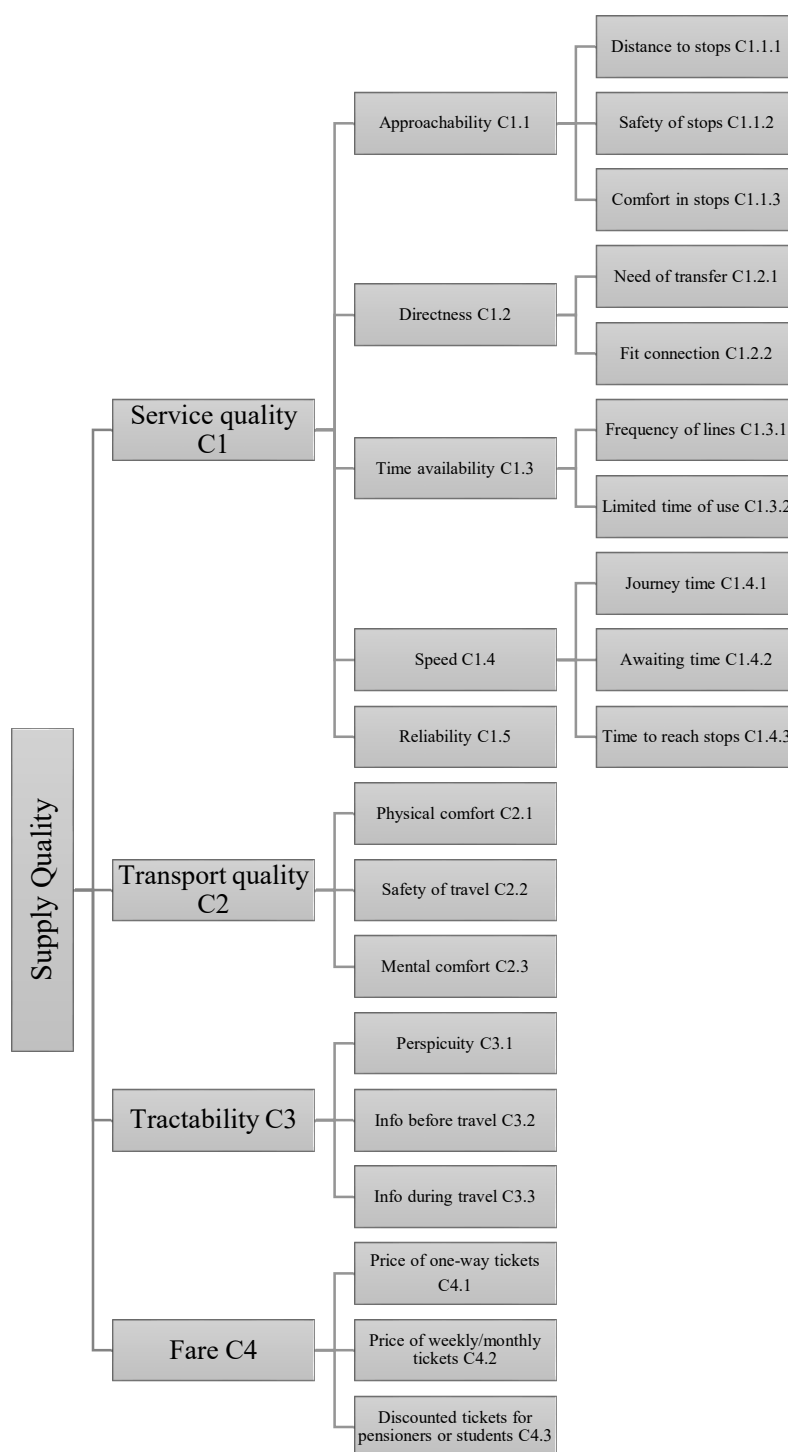 Supply Quality
Service quality
C1
Approachability C1.1
Distance to stops C1.1.1
Safety of stops C1.1.2
Comfort in stops C1.1.3
Directness C1.2
Need of transfer C1.2.1
Fit connection C1.2.2
Time availability C1.3
Frequency of lines C1.3.1
Limited time of use C1.3.2
Speed C1.4
Journey time C1.4.1
Awaiting time C1.4.2
Time to reach stops C1.4.3
Reliability C1.5
Transport quality
C2
Physical comfort C2.1
Safety of travel C2.2
Mental comfort C2.3
Tractability C3
Perspicuity C3.1
Info before travel C3.2
Info during travel C3.3
Fare C4
Price of one-way tickets
C4.1
Price of weekly/monthly
tickets C4.2
Discounted tickets for
pensioners or students C4.3